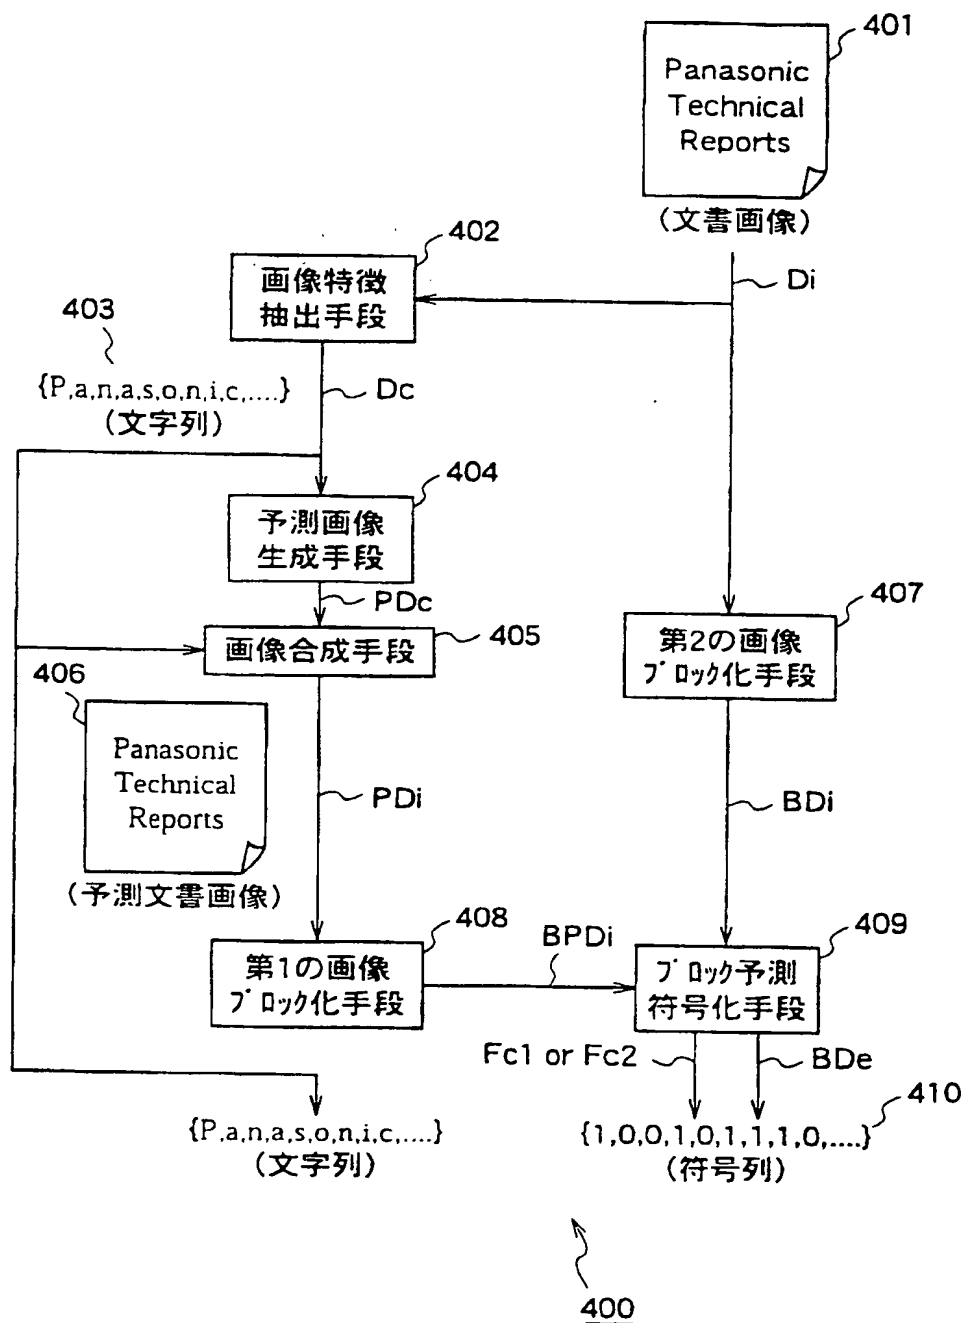 401
Panasonic
Technical
Reports
(文書画像)
Di
402
画像特徴
抽出手段
403
{P,a,n,a,s,o,n,i,c,....}
(文字列)
Dc
404
予測画像
生成手段
PDc
405
画像合成手段
406
Panasonic
Technical
Reports
(予測文書画像)
PDi
407
第2の画像
ブロック化手段
BDi
408
第1の画像
ブロック化手段
BPDi
409
ブロック予測
符号化手段
Fc1 or Fc2
BDe
410
{P,a,n,a,s,o,n,i,c,....}
(文字列)
{1,0,0,1,0,1,1,1,0,....}
(符号列)
400